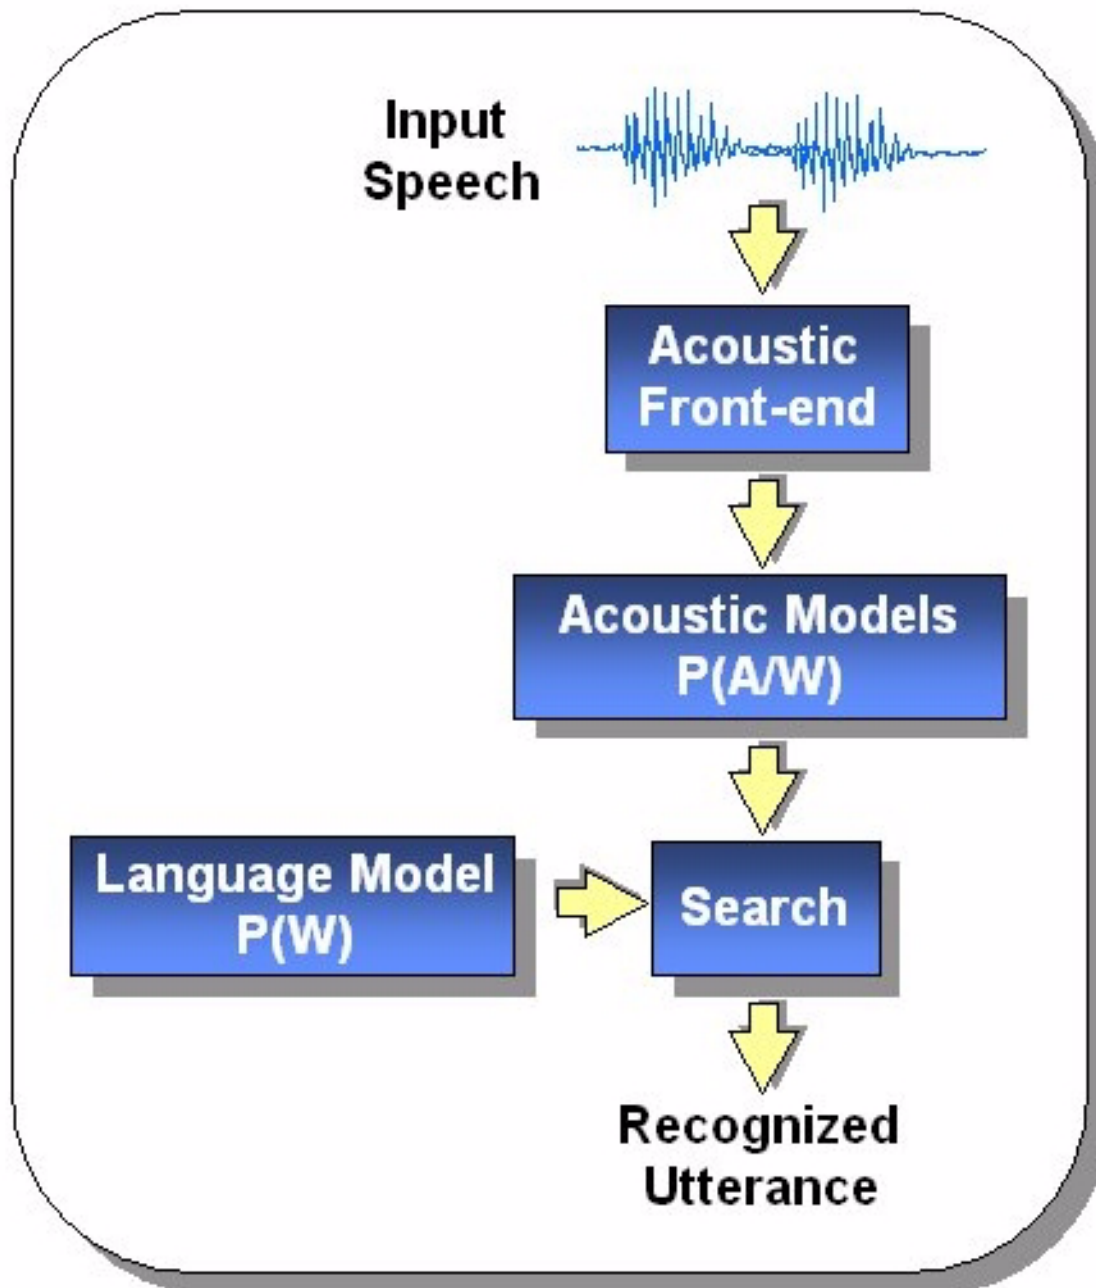 Input
Speech
Acoustic
Front-end
Acoustic Models
P(A/W)
Language Model
P(W)
Search
Recognized
Utterance